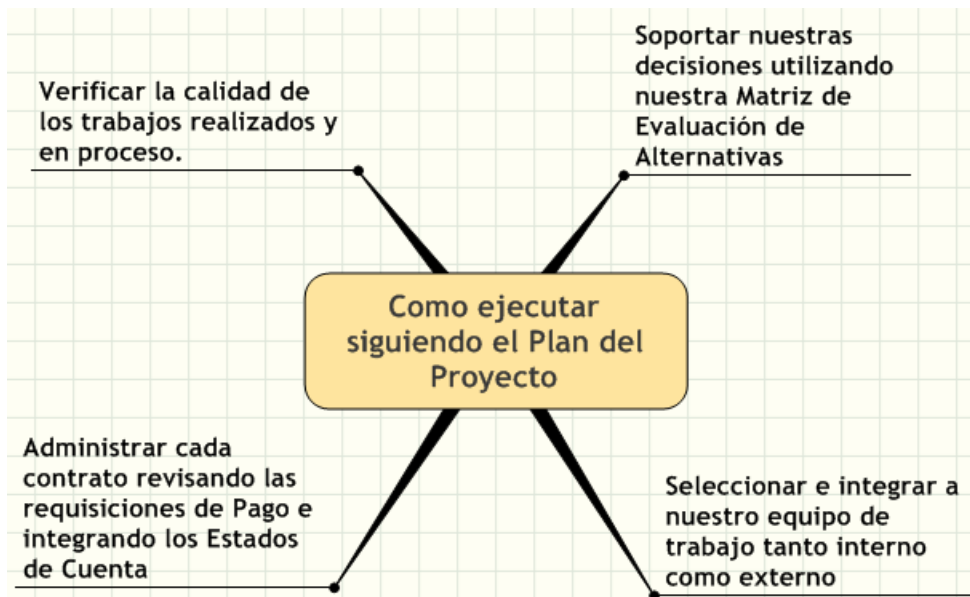 Verificar la calidad de
los trabajos realizados y
en proceso.
Soportar nuestras
decisiones utilizando
nuestra Matriz de
Evaluación de
Alternativas
Como ejecutar
siguiendo el Plan del
Proyecto
Administrar cada
contrato revisando las
requisiciones de Pago e
integrando los Estados
de Cuenta
Seleccionar e integrar a
nuestro equipo de
trabajo tanto interno
como externo